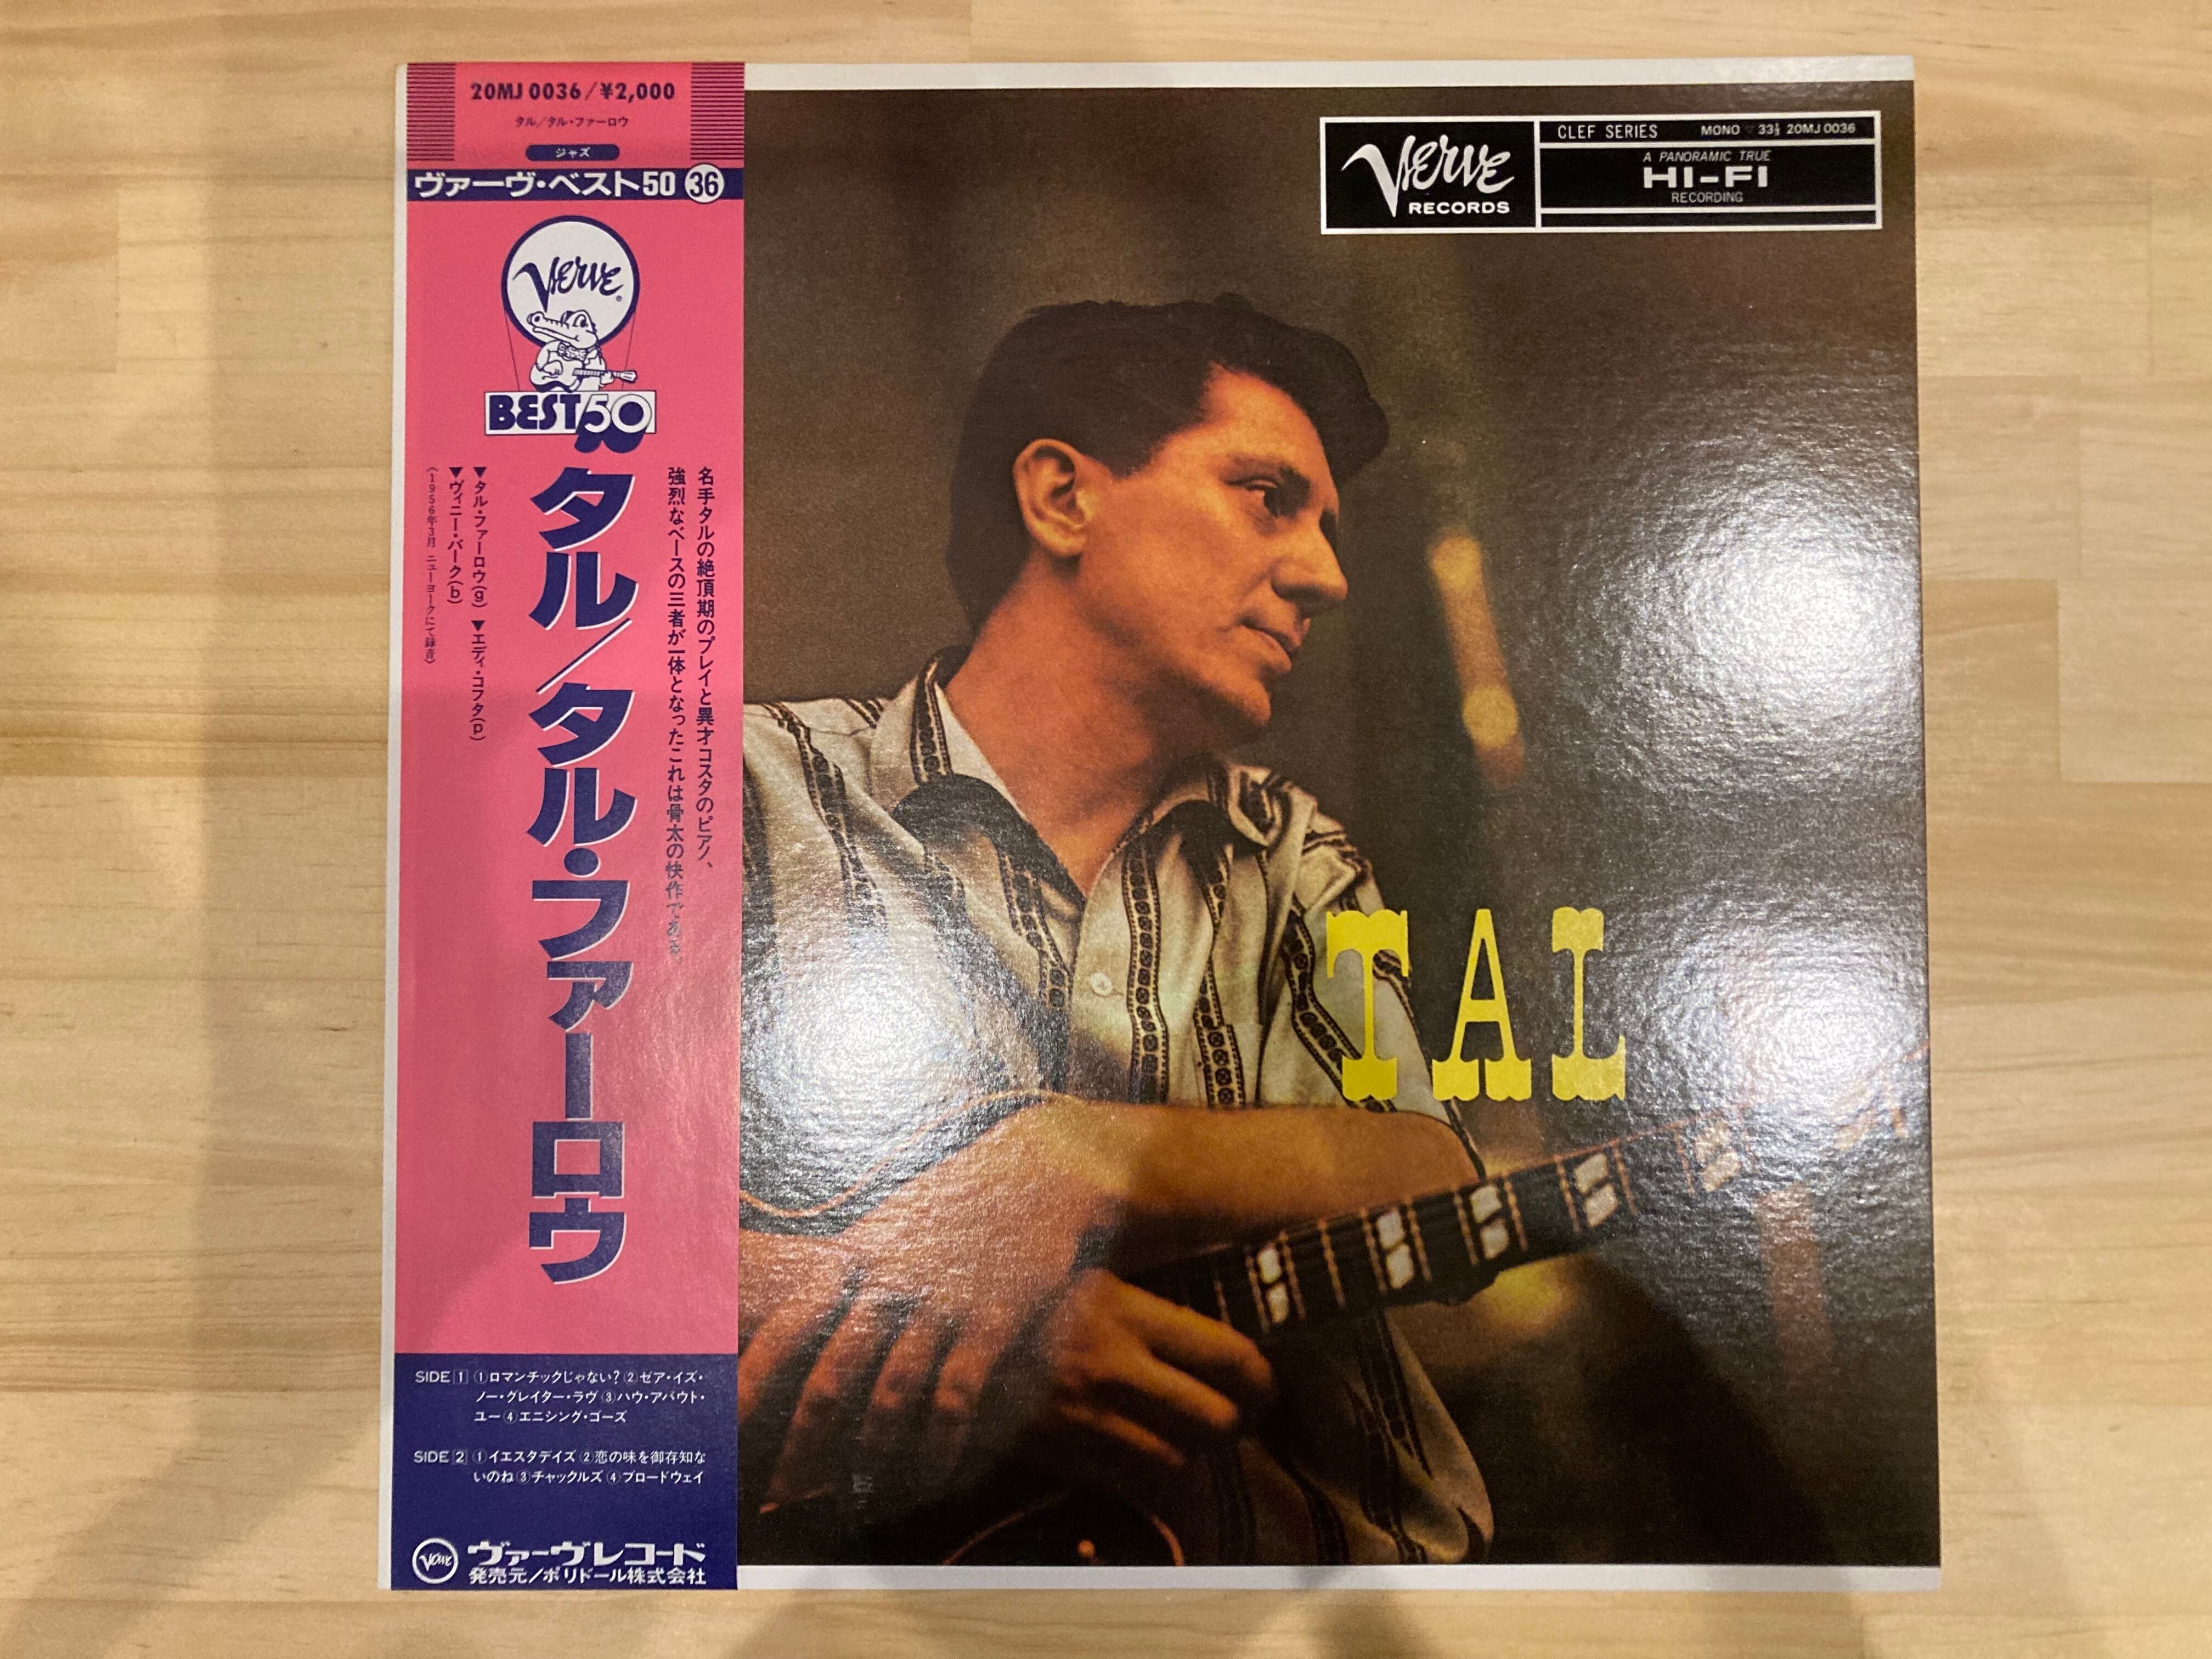 20MJ 0036/¥2,000
タル/タル・ファーロウ
ジャズ
ヴァーヴ・ベスト50 36
VERVE®
BEST 50
名手タルの絶頂期のプレイと異才コスタのピアノ、
強烈なベースの三者が一体となったこれは骨太の快作である。
タル/タル・ファーロウ
▼タル・ファーロウ(g) ▼エディ・コフタ(p)
▼ヴィニー・バーク(b)
〈1956年3月 ニューヨークにて録音〉
SIDE 1 ①ロマンチックじゃない? ②ゼア・イズ・
ノー・グレイター・ラヴ ③ハウ・アバウト・
ユー ④エニシング・ゴーズ
SIDE 2 ①イエスタデイズ ②恋の味を御存知な
いのね ③チャックルズ ④ブロードウェイ
Verve ヴァーヴレコード
発売元/ポリドール株式会社
VERVE
RECORDS
CLEF SERIES MONO 33⅓ 20MJ 0036
A PANORAMIC TRUE
HI-FI
RECORDING
TAL